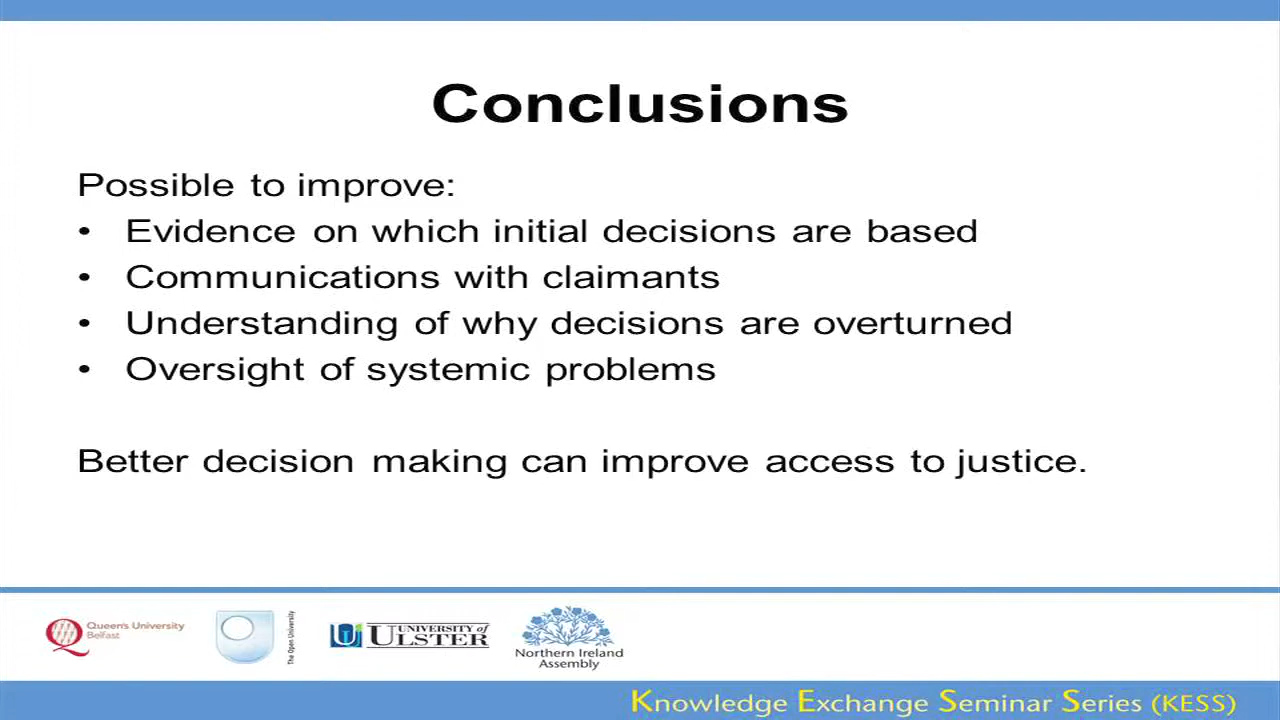 Conclusions
Possible to improve:
• Evidence on which initial decisions are based
• Communications with claimants
• Understanding of why decisions are overturned
• Oversight of systemic problems
Better decision making can improve access to justice.
Queen's University
Belfast
The Open University
UNIVERSITY of
ULSTER
Northern Ireland
Assembly
Knowledge Exchange Seminar Series (KESS)